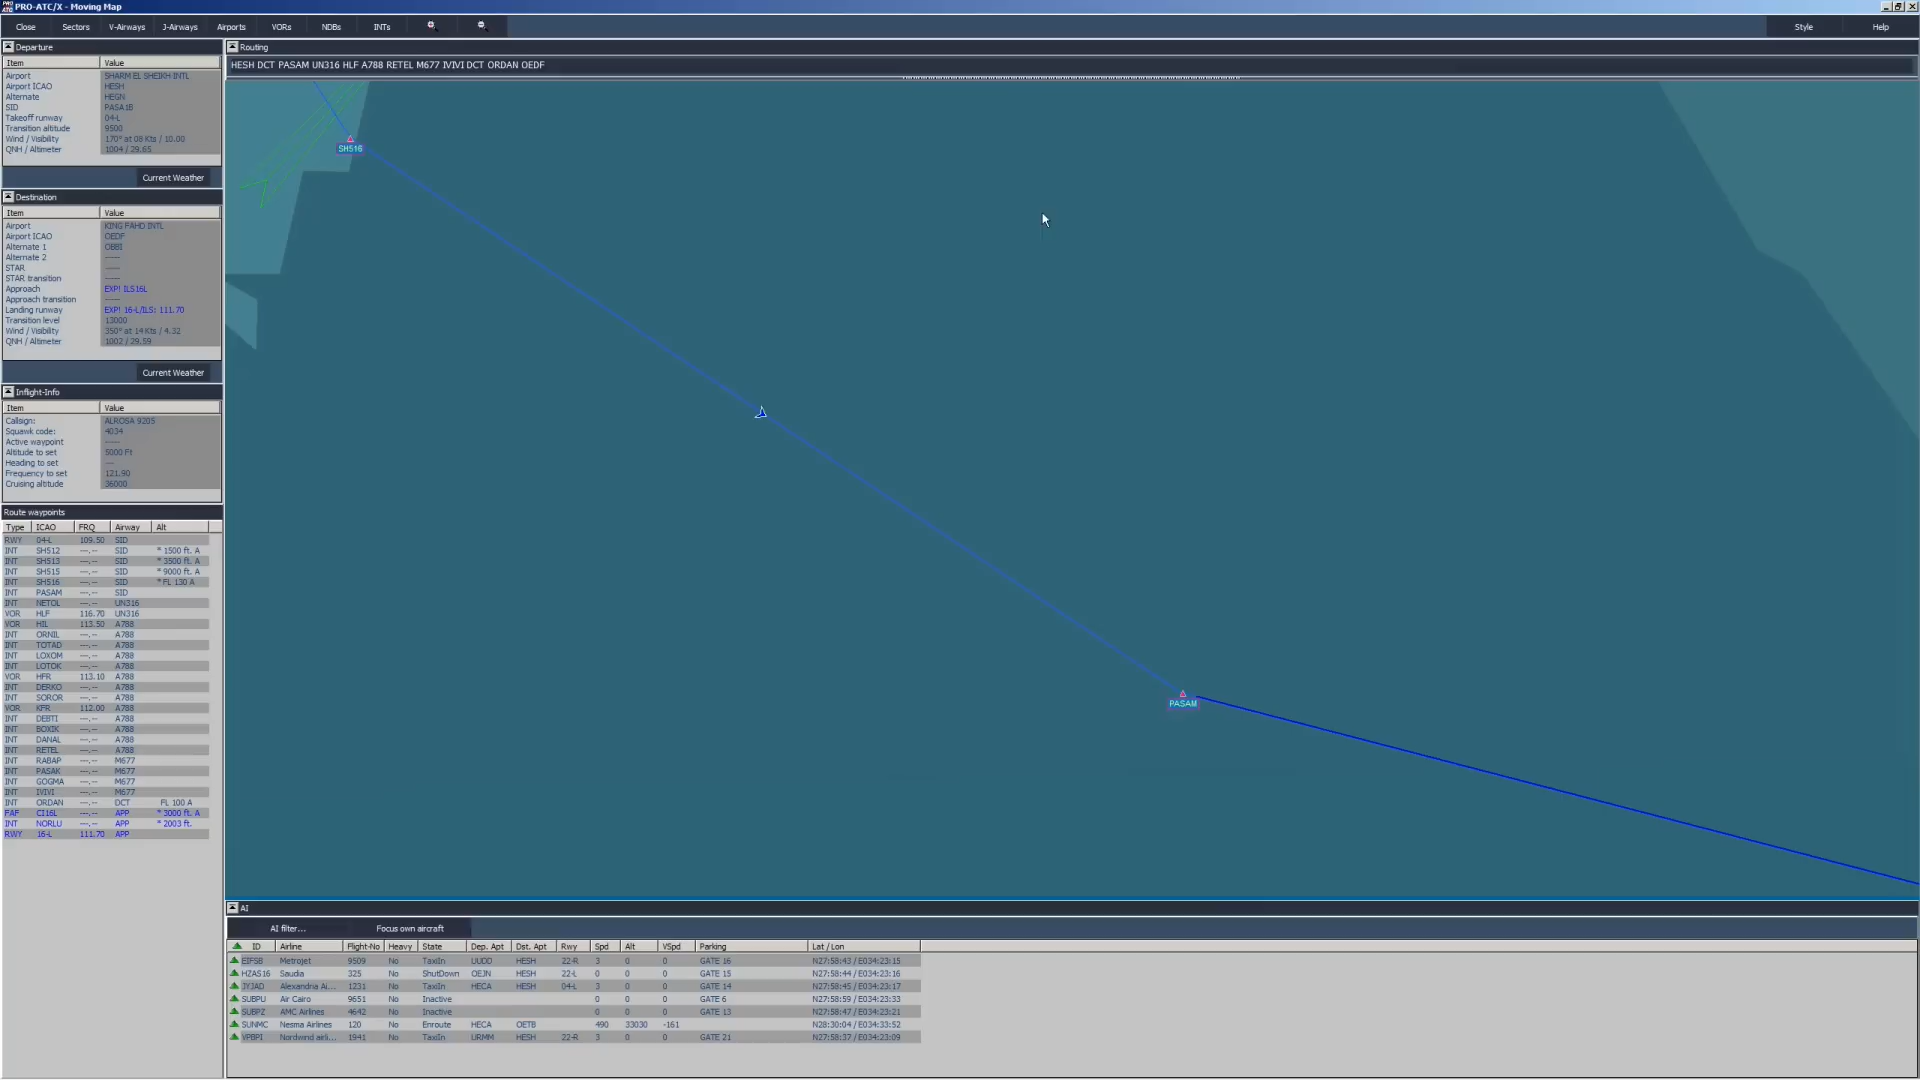 PRO-ATC/X - Moving Map
Close Sectors V-Airways J-Airways Airports VORs NDBs INTs Style Help
Departure
Item Value
Airport SHARM EL SHEIKH INTL
Airport ICAO HESH
Alternate HEGN
SID PASA1B
Takeoff runway 04-L
Transition altitude 9500
Wind / Visibility 170° at 08 Kts / 10.00
QNH / Altimeter 1004 / 29.65
Current Weather
Destination
Item Value
Airport KING FAHD INTL
Airport ICAO OEDF
Alternate 1 OBBI
Alternate 2 -----
STAR -----
STAR transition -----
Approach EXP! ILS16L
Approach transition -----
Landing runway EXP! 16-L/ILS: 111.70
Transition level 13000
Wind / Visibility 350° at 14 Kts / 4.32
QNH / Altimeter 1002 / 29.59
Current Weather
Inflight-Info
Item Value
Callsign: ALROSA 9205
Squawk code: 4034
Active waypoint -----
Altitude to set 5000 Ft
Heading to set ---
Frequency to set 121.90
Cruising altitude 36000
Route waypoints
Type ICAO FRQ Airway Alt
RWY 04-L 109.50 SID
INT SH512 ---.-- SID * 1500 ft. A
INT SH513 ---.-- SID * 3500 ft. A
INT SH515 ---.-- SID * 9000 ft. A
INT SH516 ---.-- SID * FL 130 A
INT PASAM ---.-- SID
INT NETOL ---.-- UN316
VOR HLF 116.70 UN316
VOR HIL 113.50 A788
INT ORNIL ---.-- A788
INT TOTAD ---.-- A788
INT LOXOM ---.-- A788
INT LOTOK ---.-- A788
VOR HFR 113.10 A788
INT DERKO ---.-- A788
INT SOROR ---.-- A788
VOR KFR 112.00 A788
INT DEBTI ---.-- A788
INT BOXIK ---.-- A788
INT DANAL ---.-- A788
INT RETEL ---.-- A788
INT RABAP ---.-- M677
INT PASAK ---.-- M677
INT GOGMA ---.-- M677
INT IVIVI ---.-- M677
INT ORDAN ---.-- DCT FL 100 A
FAF CI16L ---.-- APP * 3000 ft. A
INT NORLU ---.-- APP * 2003 ft.
RWY 16-L 111.70 APP
Routing
HESH DCT PASAM UN316 HLF A788 RETEL M677 IVIVI DCT ORDAN OEDF
SH516
PASAM
AI
AI filter... Focus own aircraft
ID Airline Flight-No Heavy State Dep. Apt Dst. Apt Rwy Spd Alt VSpd Parking Lat / Lon
EIFSB Metrojet 9509 No TaxiIn UUDD HESH 22-R 3 0 0 GATE 16 N27:58:43 / E034:23:15
HZAS16 Saudia 325 No ShutDown OEJN HESH 22-L 0 0 0 GATE 15 N27:58:44 / E034:23:16
JYJAD Alexandria Ai... 1231 No TaxiIn HECA HESH 04-L 3 0 0 GATE 14 N27:58:45 / E034:23:17
SUBPU Air Cairo 9651 No Inactive 0 0 0 GATE 6 N27:58:59 / E034:23:33
SUBPZ AMC Airlines 4642 No Inactive 0 0 0 GATE 13 N27:58:47 / E034:23:21
SUNMC Nesma Airlines 120 No Enroute HECA OETB 490 33030 -161 N28:30:04 / E034:33:52
VPBPI Nordwind airli... 1941 No TaxiIn URMM HESH 22-R 3 0 0 GATE 21 N27:58:37 / E034:23:09